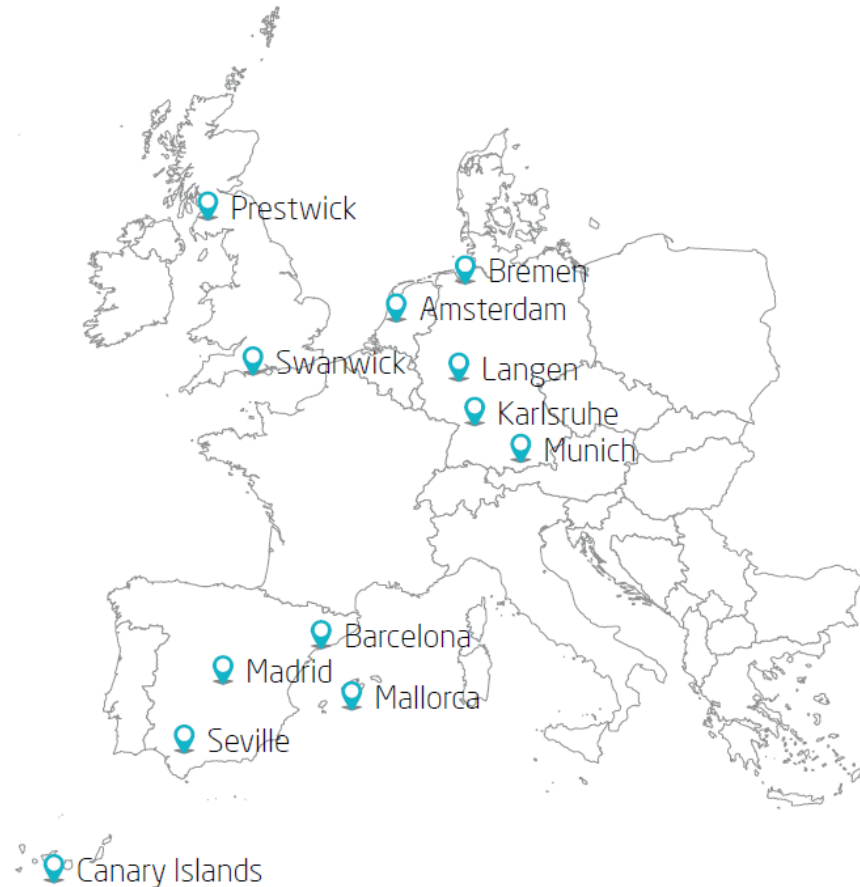 Prestwick
Bremen
Amsterdam
Swanwick
Langen
Karlsruhe
Munich
Barcelona
Madrid
Mallorca
Seville
Canary Islands